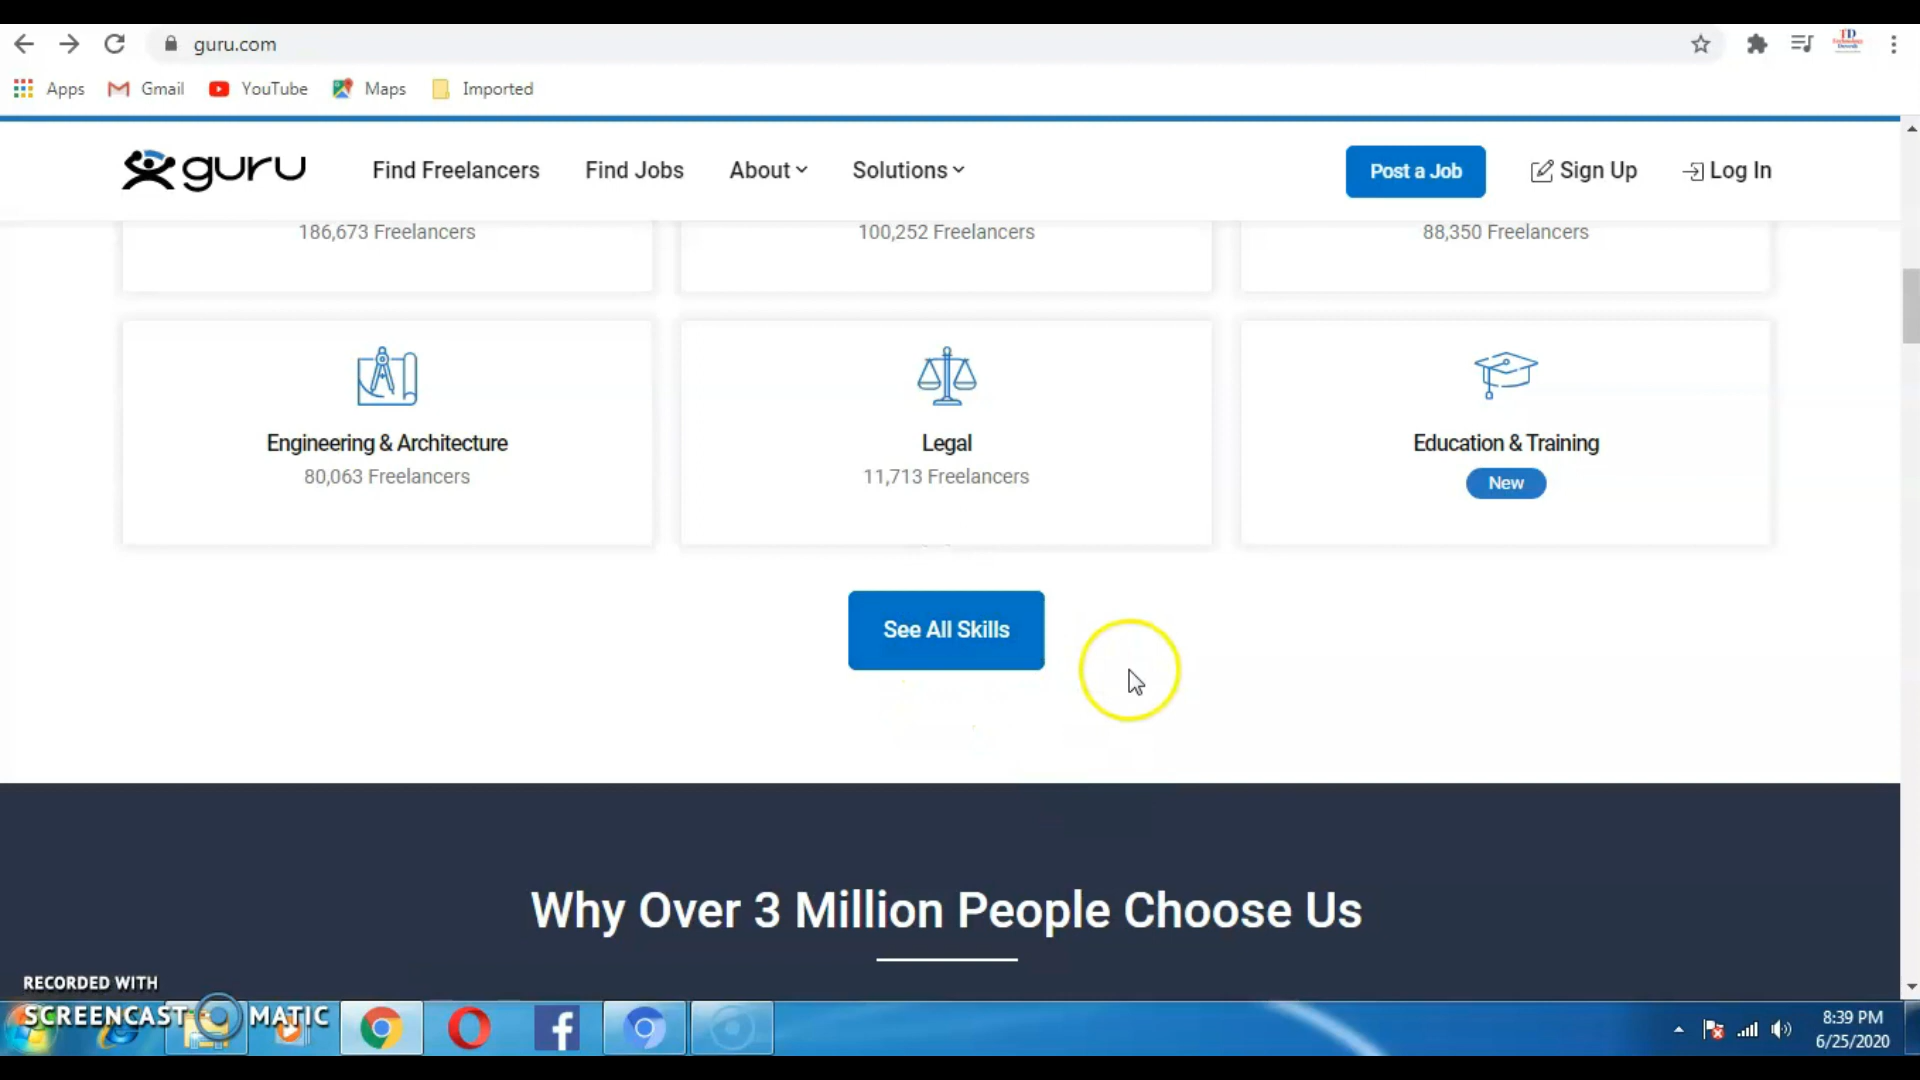 guru.com
TD
Apps Gmail YouTube Maps Imported
guru Find Freelancers Find Jobs About Solutions Post a Job Sign Up Log In
186,673 Freelancers 100,252 Freelancers 88,350 Freelancers
Engineering & Architecture Legal Education & Training
80,063 Freelancers 11,713 Freelancers New
See All Skills
Why Over 3 Million People Choose Us
RECORDED WITH
SCREENCAST MATIC
8:39 PM
6/25/2020